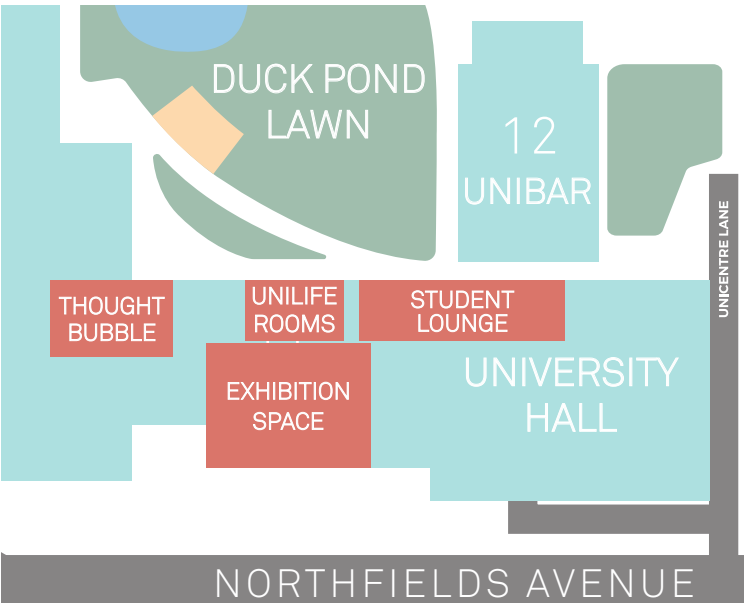 DUCK POND
LAWN
12
UNIBAR
UNICENTRE LANE
THOUGHT
BUBBLE
UNILIFE
ROOMS
STUDENT
LOUNGE
EXHIBITION
SPACE
UNIVERSITY
HALL
NORTHFIELDS AVENUE